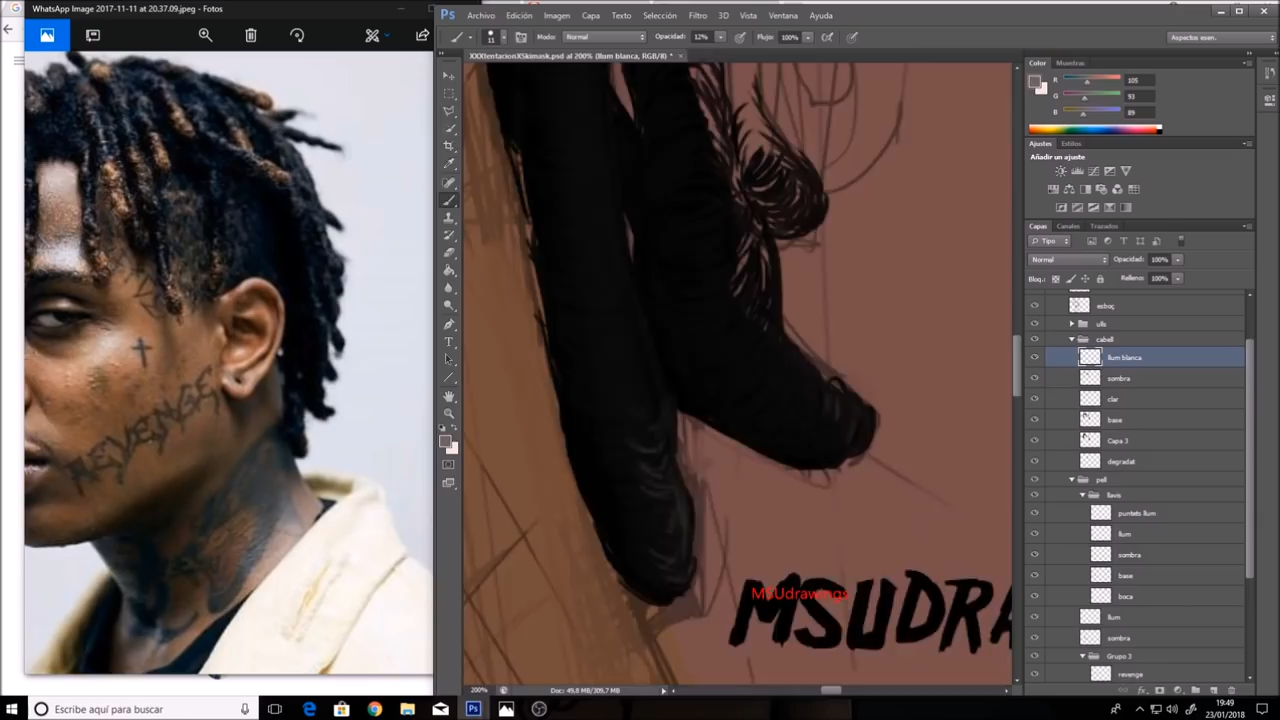 WhatsApp Image 2017-11-11 at 20.37.09.jpeg - Fotos
REVENGE
Ps Archivo Edición Imagen Capa Texto Selección Filtro 3D Vista Ventana Ayuda
11 Modo: Normal Opacidad: 12% Flujo: 100% Aspectos esen.
XXXtentacionXSkimask.psd al 200% (llum blanca, RGB/8) *
MSUDRA
MsUdrawings
200% Doc: 49.8 MB/309.7 MB
Color Muestras
R 105
G 93
B 89
Ajustes Estilos
Añadir un ajuste
Capas Canales Trazados
Tipo
Normal Opacidad: 100%
Bloq.: Relleno: 100%
esboç
ulls
cabell
llum blanca
sombra
clar
base
Capa 3
degradat
pell
llavis
puntets llum
llum
sombra
base
boca
llum
sombra
Grupo 3
revenge
Escribe aquí para buscar
19:49
23/01/2018